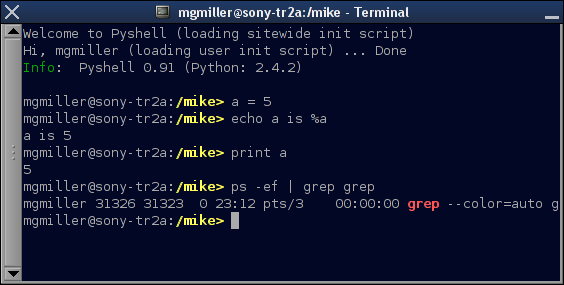 mgmiller@sony-tr2a:/mike - Terminal
Welcome to Pyshell (loading sitewide init script)
Hi, mgmiller (loading user init script) ... Done
Info:  Pyshell 0.91 (Python: 2.4.2)
mgmiller@sony-tr2a:/mike> a = 5
mgmiller@sony-tr2a:/mike> echo a is %a
a is 5
mgmiller@sony-tr2a:/mike> print a
5
mgmiller@sony-tr2a:/mike> ps -ef | grep grep
mgmiller 31326 31323  0 23:12 pts/3    00:00:00 grep --color=auto g
mgmiller@sony-tr2a:/mike>